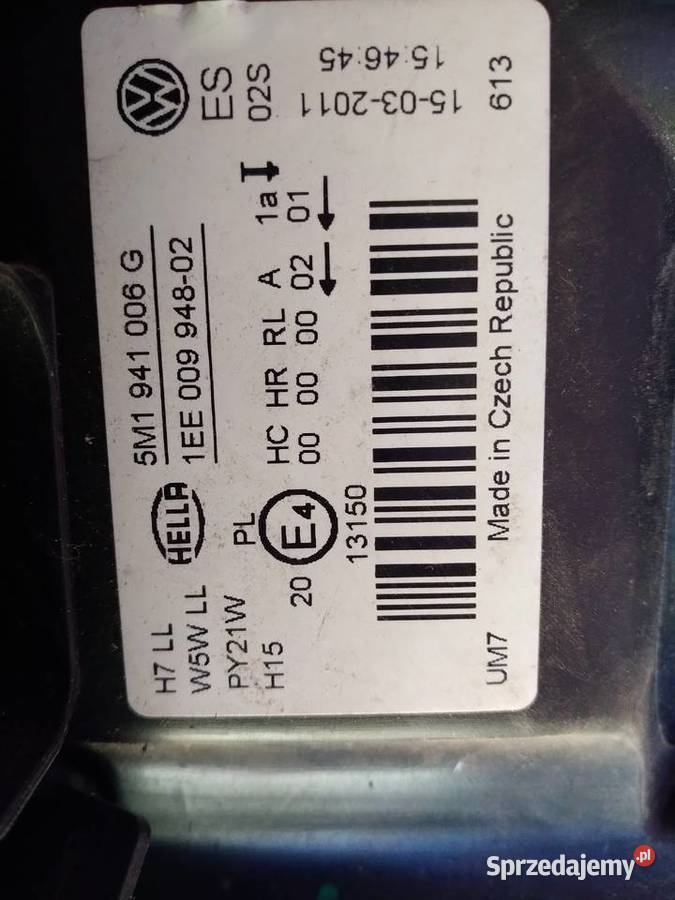 5M1 941 006 G
1EE 009 948-02
ES
02S
HELLA
H7 LL
W5W LL
PY21W PL
H15
HC HR RL A 1a
20 E4 00 00 00 02 01
13150
15-03-2011
15:46:45
UM7 Made in Czech Republic 613
Sprzedajemy.pl